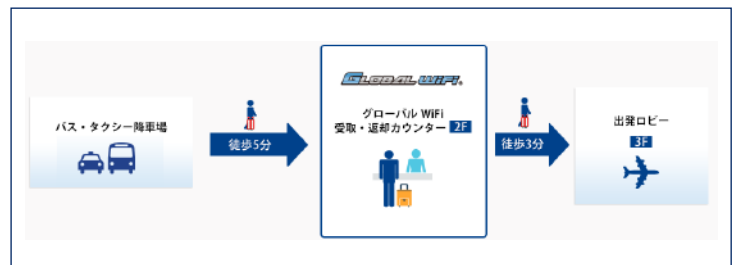 バス・タクシー降車場
徒歩5分
GLOBAL WiFi.
グローバル WiFi
受取・返却カウンター 2F
徒歩3分
出発ロビー
3F